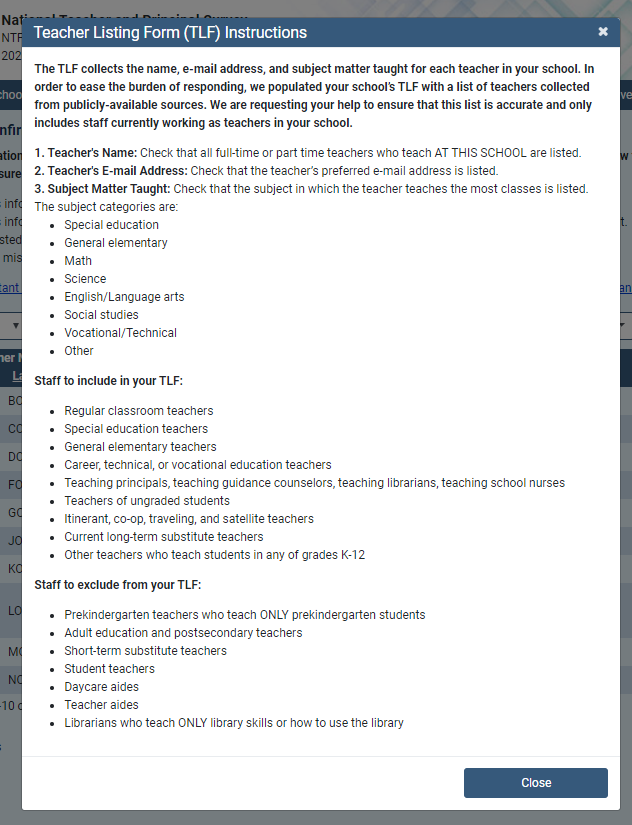 National Teacher and Principal Survey
NTP
202
Teacher Listing Form (TLF) Instructions
The TLF collects the name, e-mail address, and subject matter taught for each teacher in your school. In
order to ease the burden of responding, we populated your school's TLF with a list of teachers collected
from publicly-available sources. We are requesting your help to ensure that this list is accurate and only
includes staff currently working as teachers in your school.
1. Teacher's Name: Check that all full-time or part time teachers who teach AT THIS SCHOOL are listed.
2. Teacher's E-mail Address: Check that the teacher's preferred e-mail address is listed.
3. Subject Matter Taught: Check that the subject in which the teacher teaches the most classes is listed.
The subject categories are:
• Special education
• General elementary
• Math
• Science
• English/Language arts
• Social studies
• Vocational/Technical
• Other
Staff to include in your TLF:
• Regular classroom teachers
• Special education teachers
• General elementary teachers
• Career, technical, or vocational education teachers
• Teaching principals, teaching guidance counselors, teaching librarians, teaching school nurses
• Teachers of ungraded students
• Itinerant, co-op, traveling, and satellite teachers
• Current long-term substitute teachers
• Other teachers who teach students in any of grades K-12
Staff to exclude from your TLF:
• Prekindergarten teachers who teach ONLY prekindergarten students
• Adult education and postsecondary teachers
• Short-term substitute teachers
• Student teachers
• Daycare aides
• Teacher aides
• Librarians who teach ONLY library skills or how to use the library
Close
BO
CO
DO
FO
GO
JO
KO
LO
MO
NO